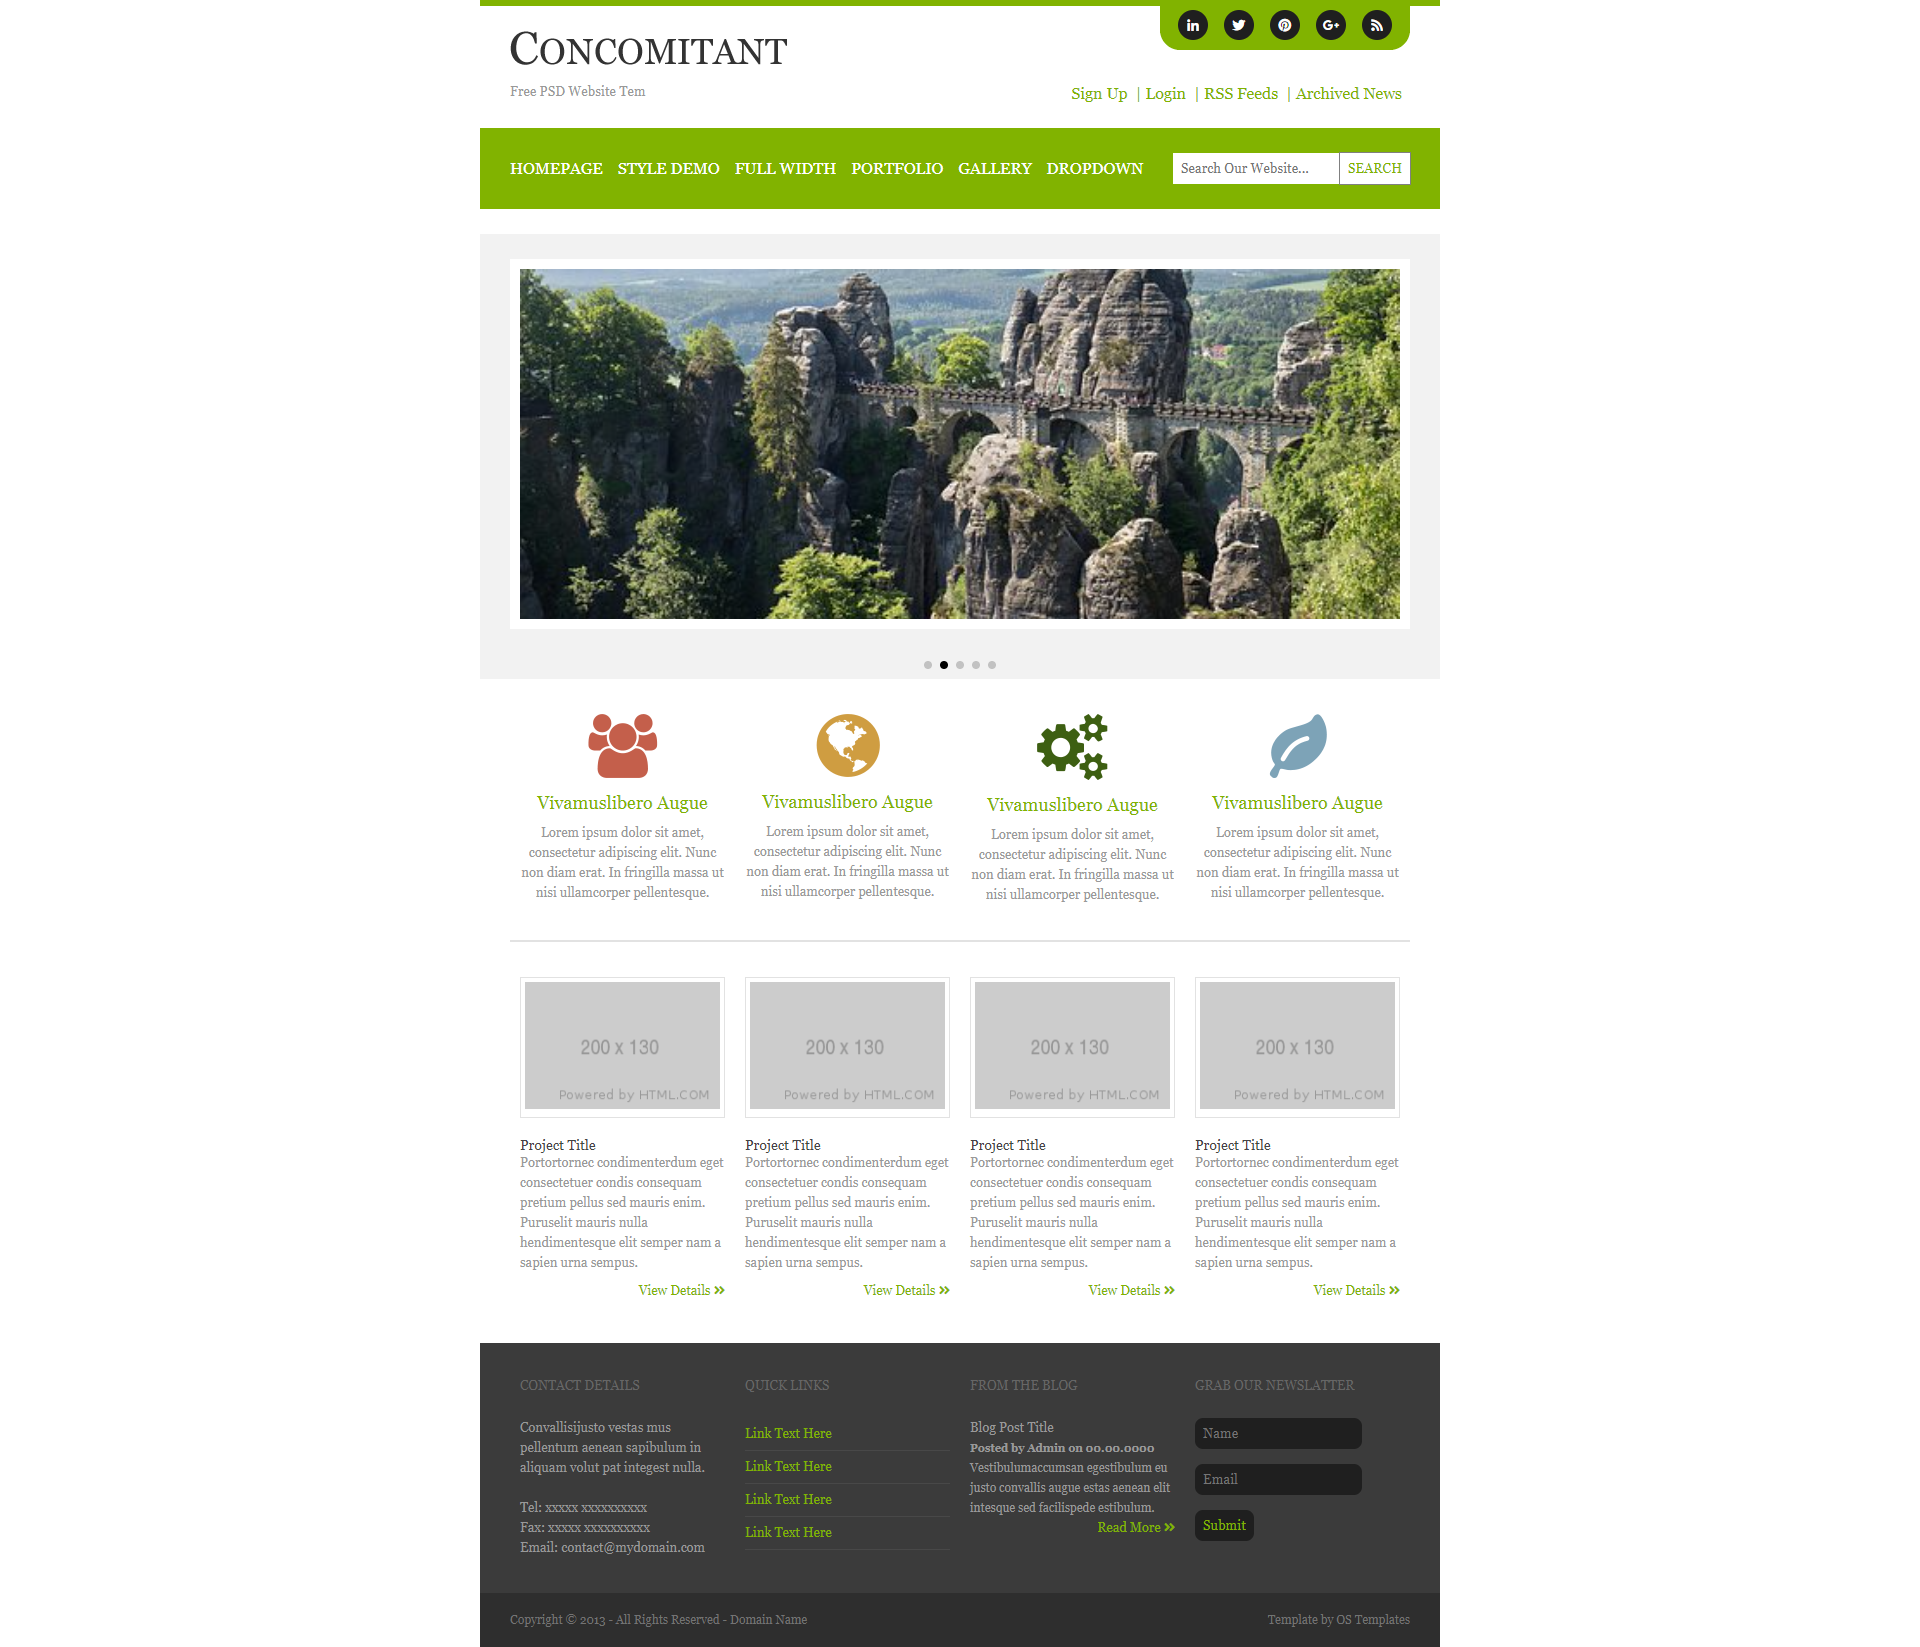 CONCOMITANT
Free PSD Website Tem
Sign Up | Login | RSS Feeds | Archived News
HOMEPAGE STYLE DEMO FULL WIDTH PORTFOLIO GALLERY DROPDOWN Search Our Website... SEARCH
Vivamuslibero Augue
Lorem ipsum dolor sit amet,
consectetur adipiscing elit. Nunc
non diam erat. In fringilla massa ut
nisi ullamcorper pellentesque.
Vivamuslibero Augue
Lorem ipsum dolor sit amet,
consectetur adipiscing elit. Nunc
non diam erat. In fringilla massa ut
nisi ullamcorper pellentesque.
Vivamuslibero Augue
Lorem ipsum dolor sit amet,
consectetur adipiscing elit. Nunc
non diam erat. In fringilla massa ut
nisi ullamcorper pellentesque.
Vivamuslibero Augue
Lorem ipsum dolor sit amet,
consectetur adipiscing elit. Nunc
non diam erat. In fringilla massa ut
nisi ullamcorper pellentesque.
200 x 130
Powered by HTML.COM
Project Title
Portortornec condimenterdum eget
consectetuer condis consequam
pretium pellus sed mauris enim.
Puruselit mauris nulla
hendimentesque elit semper nam a
sapien urna sempus.
View Details »
200 x 130
Powered by HTML.COM
Project Title
Portortornec condimenterdum eget
consectetuer condis consequam
pretium pellus sed mauris enim.
Puruselit mauris nulla
hendimentesque elit semper nam a
sapien urna sempus.
View Details »
200 x 130
Powered by HTML.COM
Project Title
Portortornec condimenterdum eget
consectetuer condis consequam
pretium pellus sed mauris enim.
Puruselit mauris nulla
hendimentesque elit semper nam a
sapien urna sempus.
View Details »
200 x 130
Powered by HTML.COM
Project Title
Portortornec condimenterdum eget
consectetuer condis consequam
pretium pellus sed mauris enim.
Puruselit mauris nulla
hendimentesque elit semper nam a
sapien urna sempus.
View Details »
CONTACT DETAILS
Convallisijusto vestas mus
pellentum aenean sapibulum in
aliquam volut pat integest nulla.
Tel: xxxxx xxxxxxxxxx
Fax: xxxxx xxxxxxxxxx
Email: contact@mydomain.com
QUICK LINKS
Link Text Here
Link Text Here
Link Text Here
Link Text Here
FROM THE BLOG
Blog Post Title
Posted by Admin on 00.00.0000
Vestibulumaccumsan egestibulum eu
justo convallis augue estas aenean elit
intesque sed facilispede estibulum.
Read More »
GRAB OUR NEWSLATTER
Name
Email
Submit
Copyright © 2013 - All Rights Reserved - Domain Name
Template by OS Templates